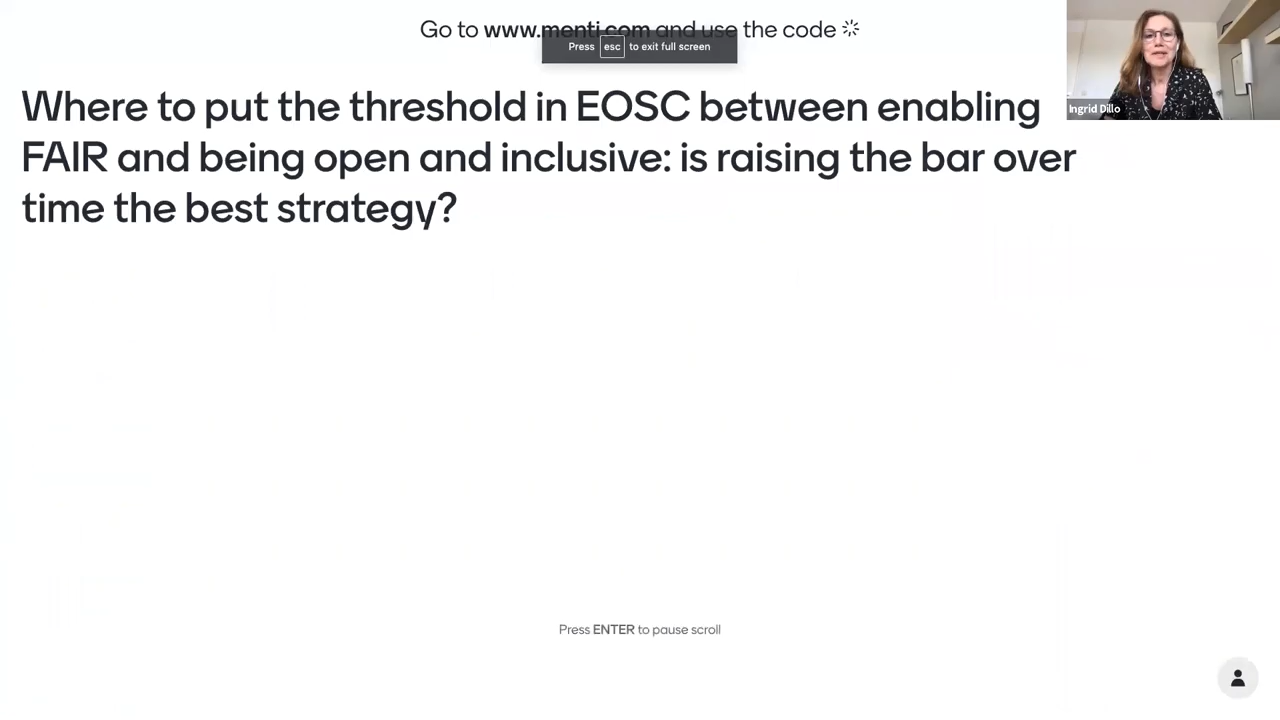 Go to www.menti.com and use the code
Press esc to exit full screen
Ingrid Dillo
Where to put the threshold in EOSC between enabling
FAIR and being open and inclusive: is raising the bar over
time the best strategy?
Press ENTER to pause scroll